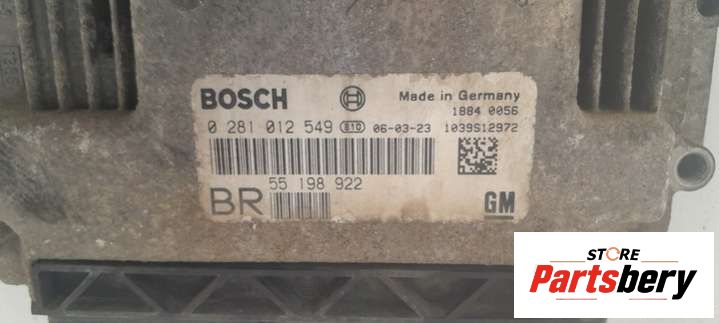 BOSCH
Made in Germany
1884 0056
0 281 012 549 E10 06-03-23 1039S12972
55 198 922
BR
GM
STORE
Partsbery